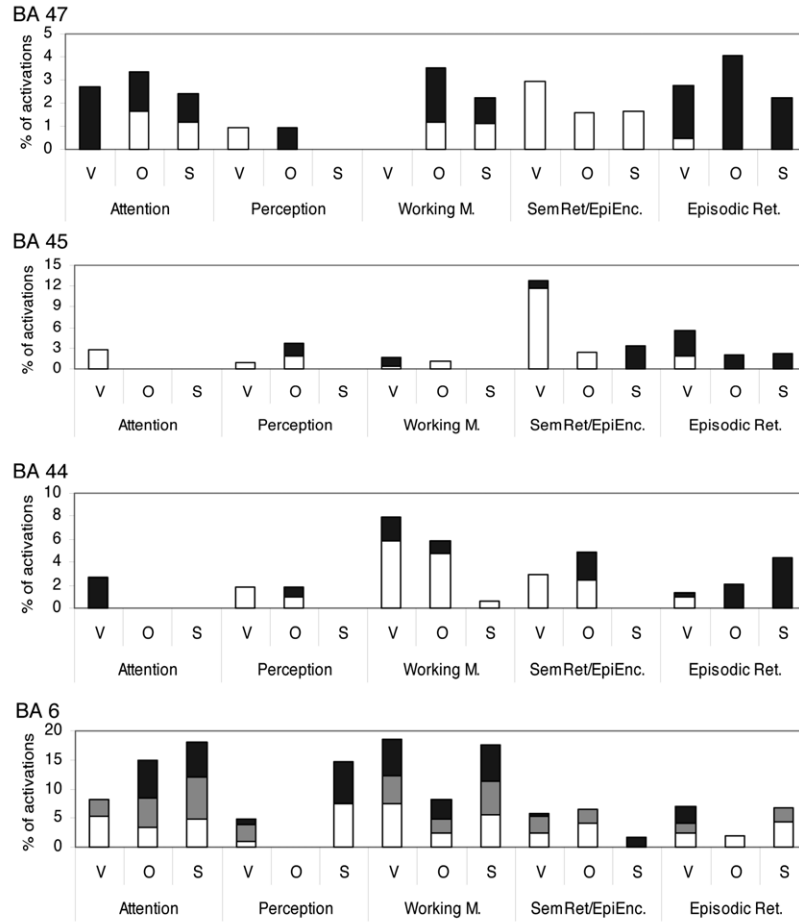 BA 47
% of activations
5
4
3
2
1
0
V O S V O S V O S V O S V O S
Attention Perception Working M. SemRet/EpiEnc. Episodic Ret.
BA 45
% of activations
15
12
9
6
3
0
V O S V O S V O S V O S V O S
Attention Perception Working M. SemRet/EpiEnc. Episodic Ret.
BA 44
% of activations
10
8
6
4
2
0
V O S V O S V O S V O S V O S
Attention Perception Working M. SemRet/EpiEnc. Episodic Ret.
BA 6
% of activations
20
15
10
5
0
V O S V O S V O S V O S V O S
Attention Perception Working M. SemRet/EpiEnc. Episodic Ret.